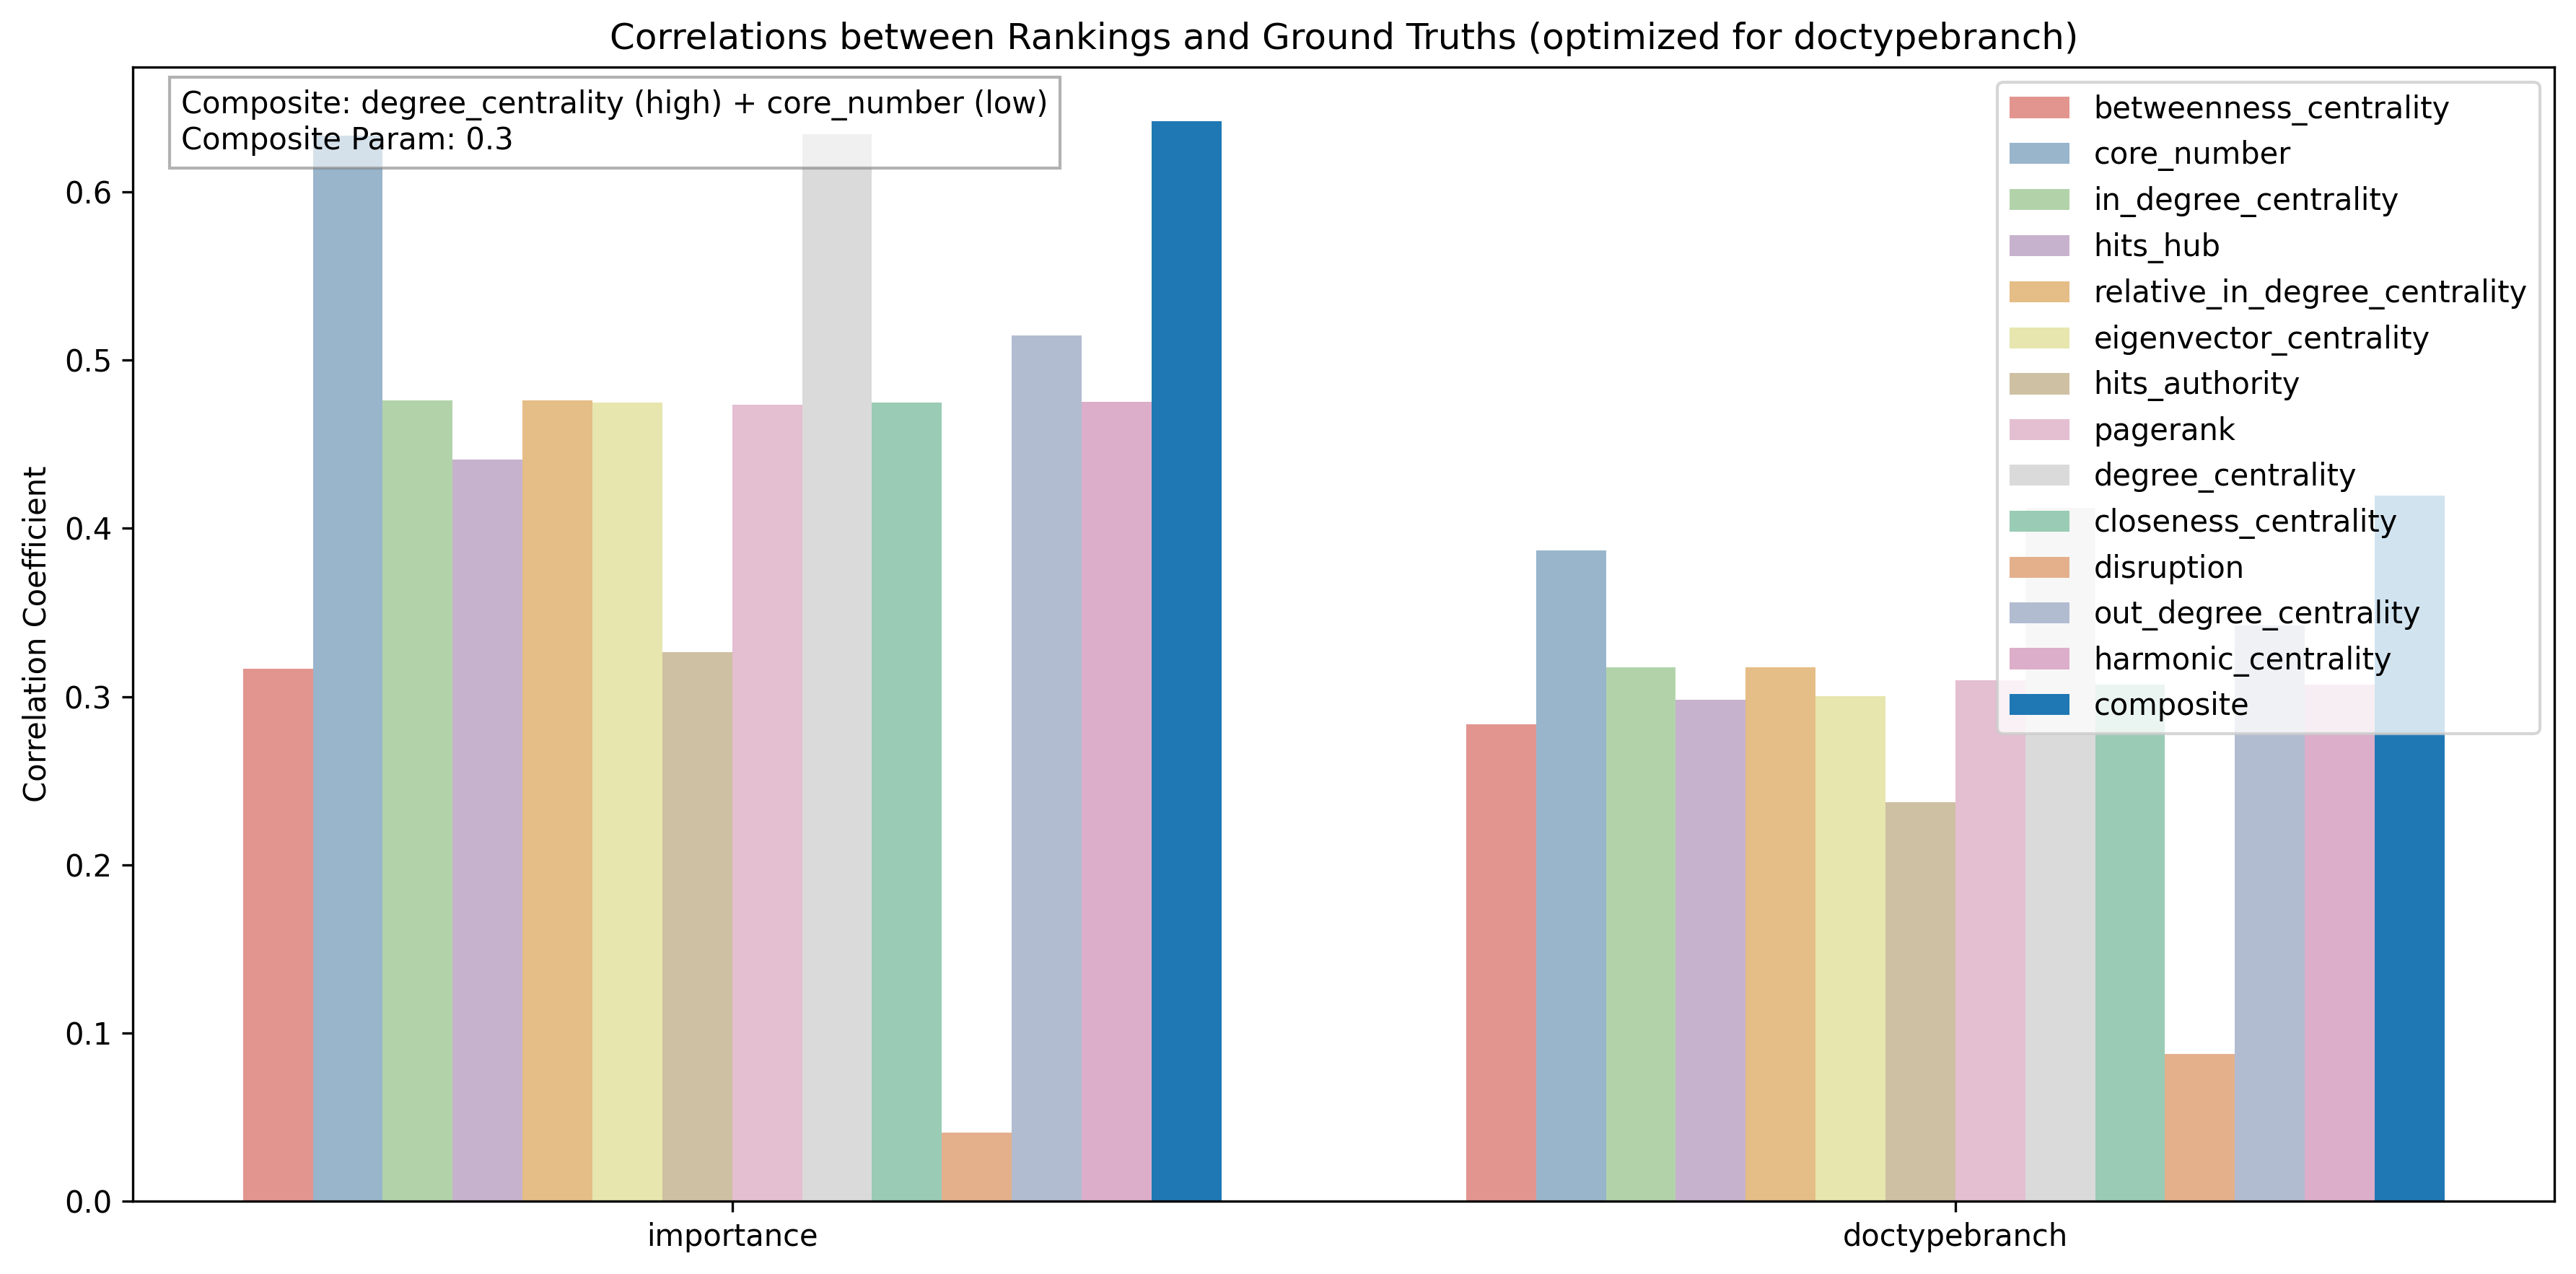 Correlations between Rankings and Ground Truths (optimized for doctypebranch)
Composite: degree_centrality (high) + core_number (low)
Composite Param: 0.3
betweenness_centrality
core_number
in_degree_centrality
hits_hub
relative_in_degree_centrality
eigenvector_centrality
hits_authority
pagerank
degree_centrality
closeness_centrality
disruption
out_degree_centrality
harmonic_centrality
composite
Correlation Coefficient
0.6
0.5
0.4
0.3
0.2
0.1
0.0
importance
doctypebranch